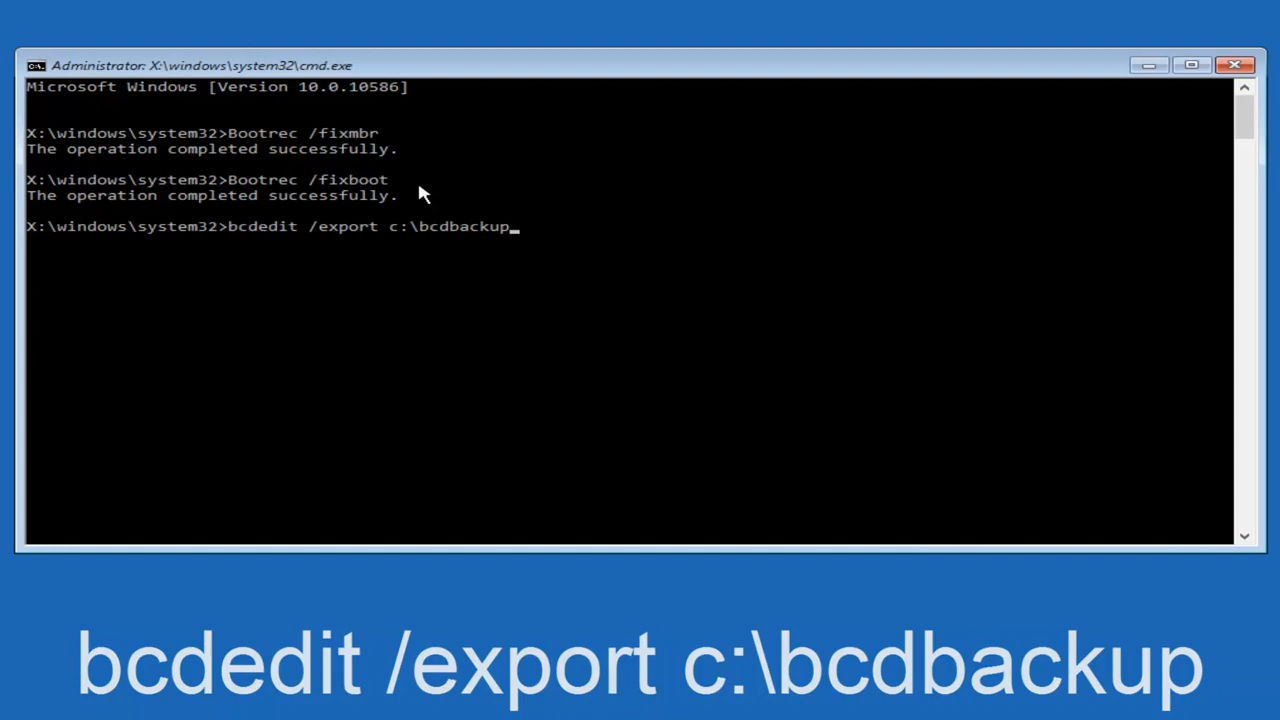 Administrator: X:\windows\system32\cmd.exe
Microsoft Windows [Version 10.0.10586]
X:\windows\system32>Bootrec /fixmbr
The operation completed successfully.
X:\windows\system32>Bootrec /fixboot
The operation completed successfully.
X:\windows\system32>bcdedit /export c:\bcdbackup_
bcdedit /export c:\bcdbackup